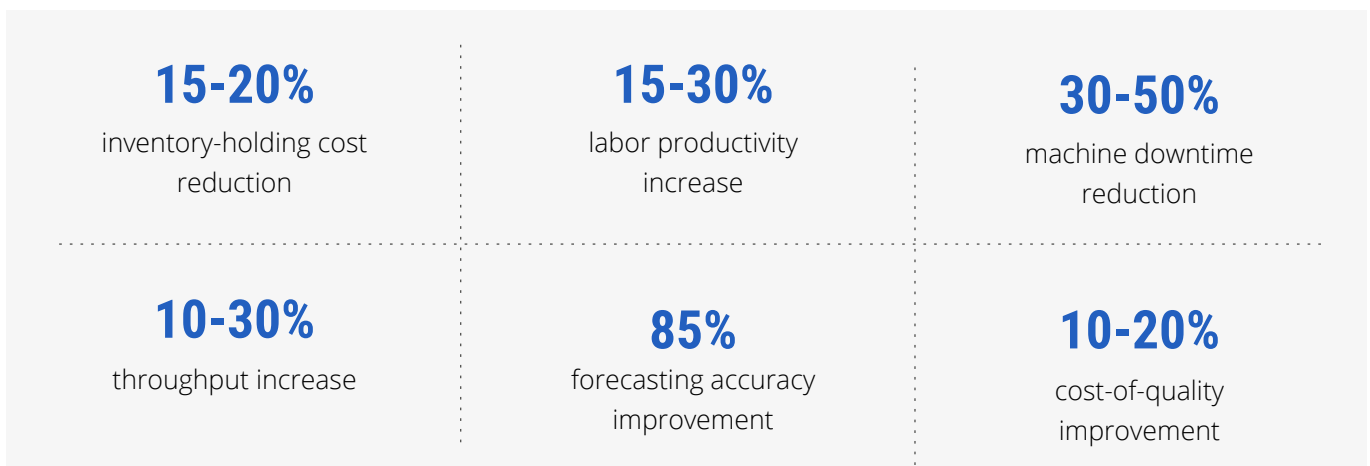 15-20%
inventory-holding cost
reduction
15-30%
labor productivity
increase
30-50%
machine downtime
reduction
10-30%
throughput increase
85%
forecasting accuracy
improvement
10-20%
cost-of-quality
improvement